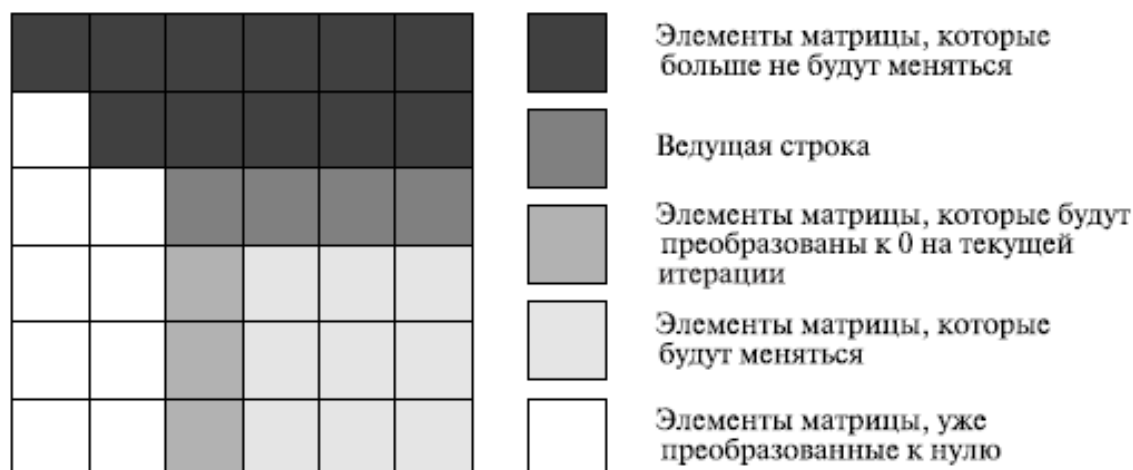 Элементы матрицы, которые
больше не будут меняться
Ведущая строка
Элементы матрицы, которые будут
преобразованы к 0 на текущей
итерации
Элементы матрицы, которые
будут меняться
Элементы матрицы, уже
преобразованные к нулю